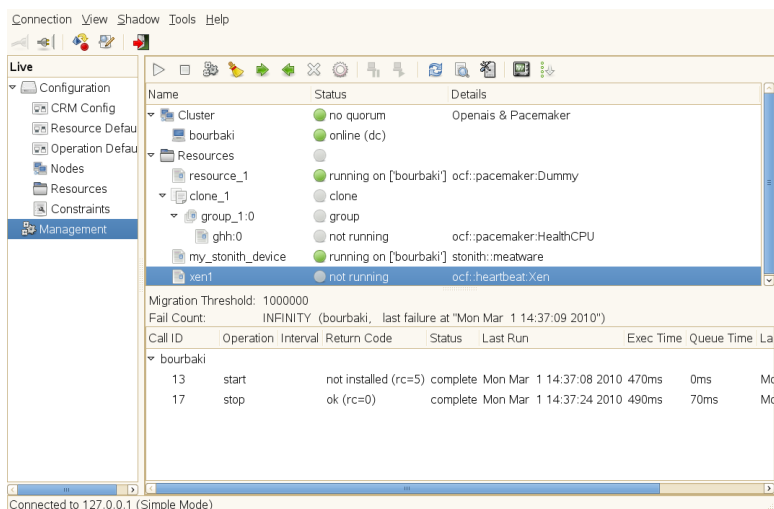 Connection View Shadow Tools Help
Live
Configuration
CRM Config
Resource Defau
Operation Defau
Nodes
Resources
Constraints
Management
Name Status Details
Cluster no quorum Openais & Pacemaker
bourbaki online (dc)
Resources
resource_1 running on ['bourbaki'] ocf::pacemaker:Dummy
clone_1 clone
group_1:0 group
ghh:0 not running ocf::pacemaker:HealthCPU
my_stonith_device running on ['bourbaki'] stonith::meatware
xen1 not running ocf::heartbeat:Xen
Migration Threshold: 1000000
Fail Count: INFINITY (bourbaki, last failure at "Mon Mar 1 14:37:09 2010")
Call ID Operation Interval Return Code Status Last Run Exec Time Queue Time La
bourbaki
13 start not installed (rc=5) complete Mon Mar 1 14:37:08 2010 470ms 0ms Mo
17 stop ok (rc=0) complete Mon Mar 1 14:37:24 2010 490ms 70ms Mo
Connected to 127.0.0.1 (Simple Mode)